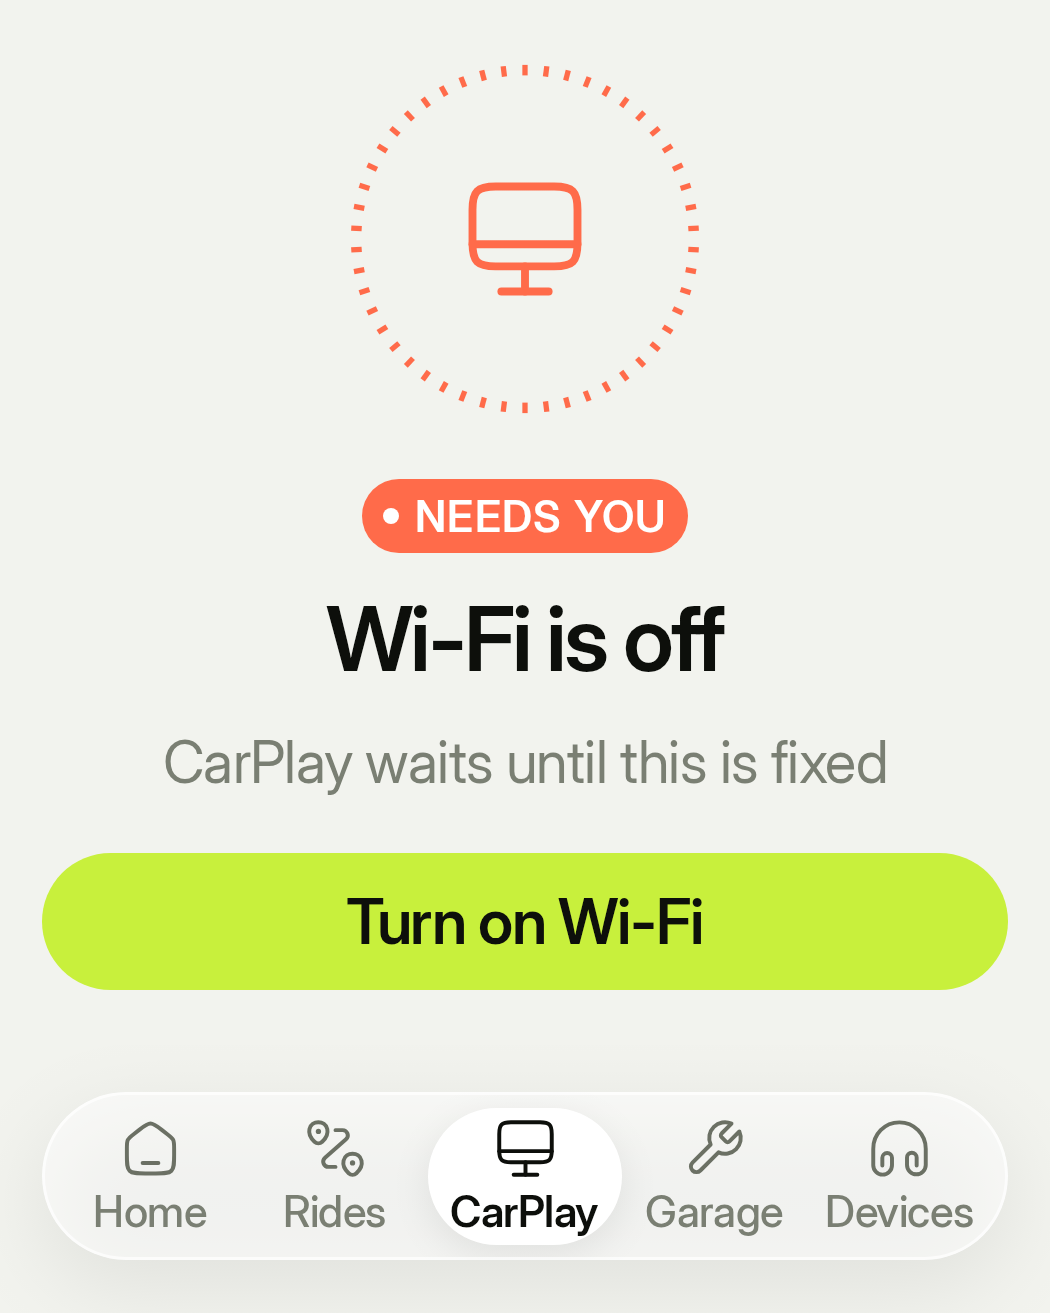 NEEDS YOU
Wi-Fi is off
CarPlay waits until this is fixed
Turn on Wi-Fi
Home Rides CarPlay Garage Devices